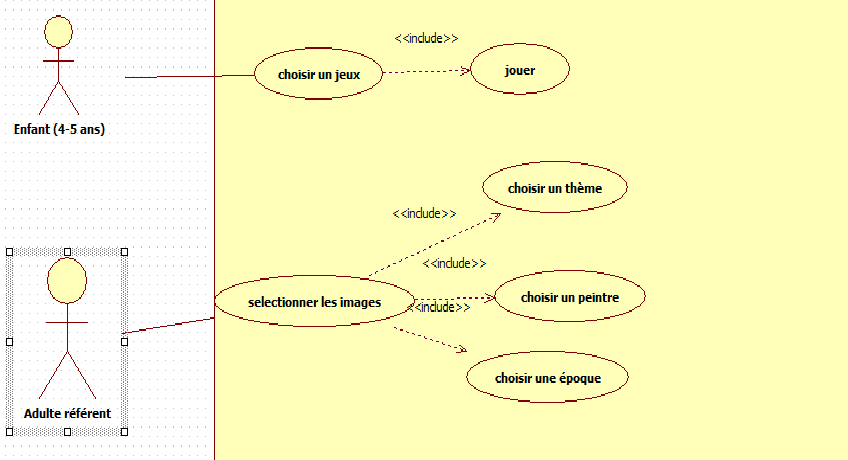 <<include>>
choisir un jeux
jouer
Enfant (4-5 ans)
choisir un thème
<<include>>
<<include>>
selectionner les images
choisir un peintre
<<include>>
choisir une époque
Adulte référent